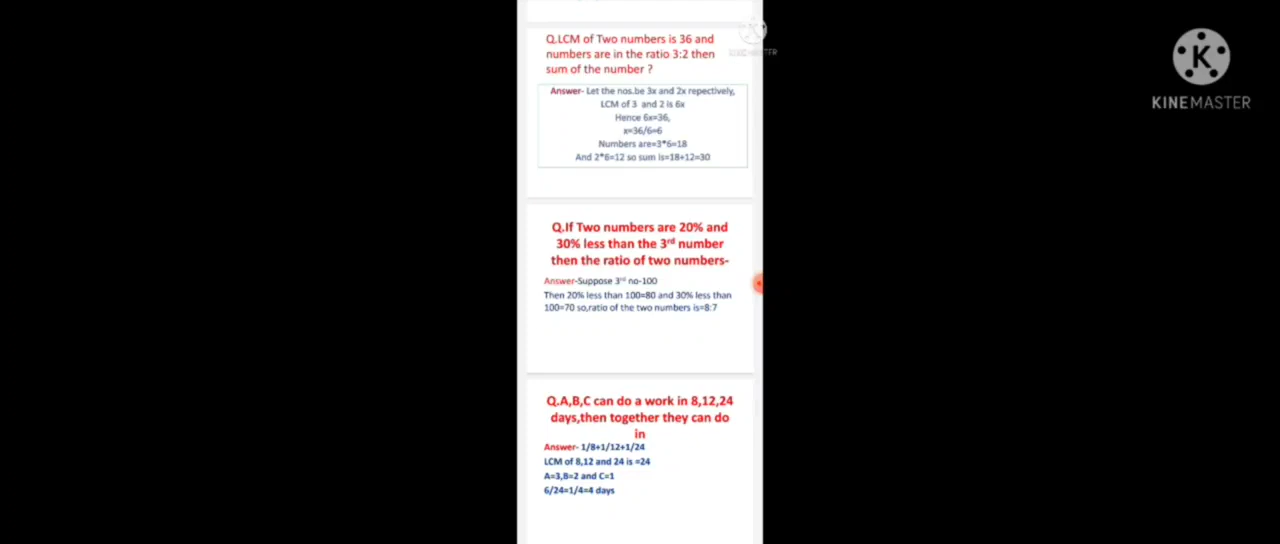 Q.LCM of Two numbers is 36 and
numbers are in the ratio 3:2 then
sum of the number ?
Answer- Let the nos.be 3x and 2x repectively,
LCM of 3 and 2 is 6x
Hence 6x=36,
x=36/6=6
Numbers are=3*6=18
And 2*6=12 so sum is=18+12=30
Q.If Two numbers are 20% and
30% less than the 3rd number
then the ratio of two numbers-
Answer-Suppose 3rd no-100
Then 20% less than 100=80 and 30% less than
100=70 so,ratio of the two numbers is=8:7
Q.A,B,C can do a work in 8,12,24
days,then together they can do
in
Answer- 1/8+1/12+1/24
LCM of 8,12 and 24 is =24
A=3,B=2 and C=1
6/24=1/4=4 days
K
KINEMASTER